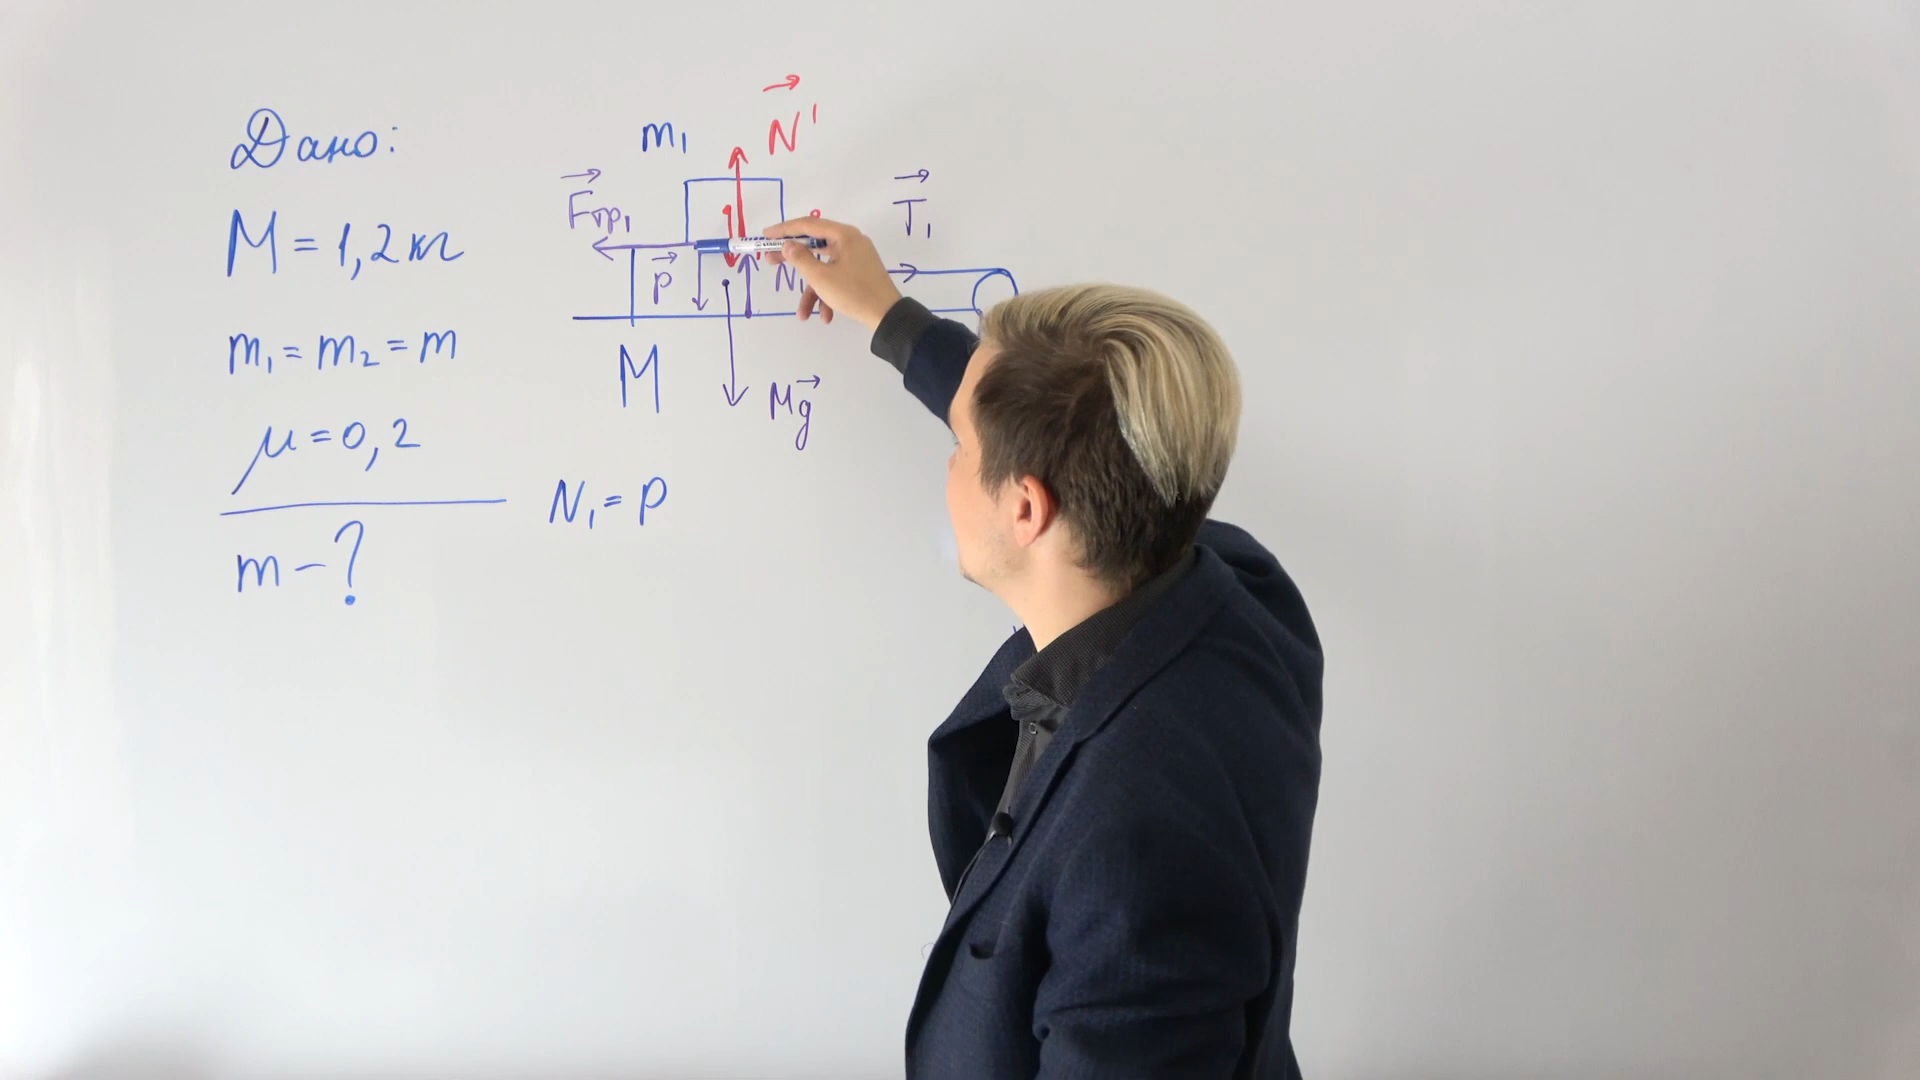 Дано:
M = 1,2 кг
m₁ = m₂ = m
μ = 0,2
m – ?
N'
m₁
Fтр₁
T₁
P
N₁
M
Mg
N₁ = P